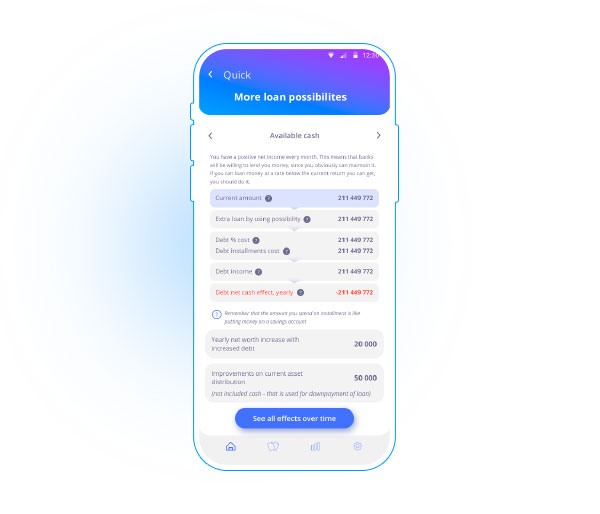 12:30
Quick
More loan possibilites
Available cash
You have a positive net income every month. This means that banks
will be willing to lend you money, since you obviously can maintain it.
If you can loan money at a rate below the current return you can get,
you should do it.
Current amount ? 211 449 772
Extra loan by using possibility ? 211 449 772
Debt % cost ? 211 449 772
Debt installments cost ? 211 449 772
Debt income ? 211 449 772
Debt net cash effect, yearly ? -211 449 772
Remember that the amount you spend on installment is like
putting money on a savings account
Yearly net worth increase with
increased debt
20 000
Improvements on current asset
distribution
50 000
(not included cash - that is used for downpayment of loan)
See all effects over time